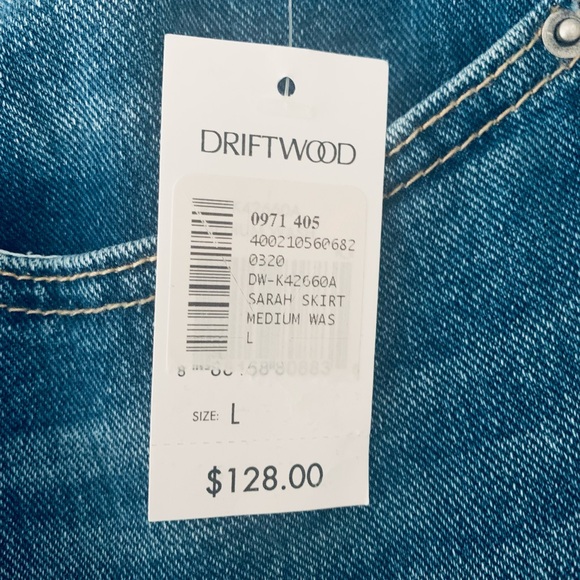 DRIFTWOOD
0971 405
400210560682
0320
DW-K42660A
SARAH SKIRT
MEDIUM WAS
L
SIZE: L
$128.00